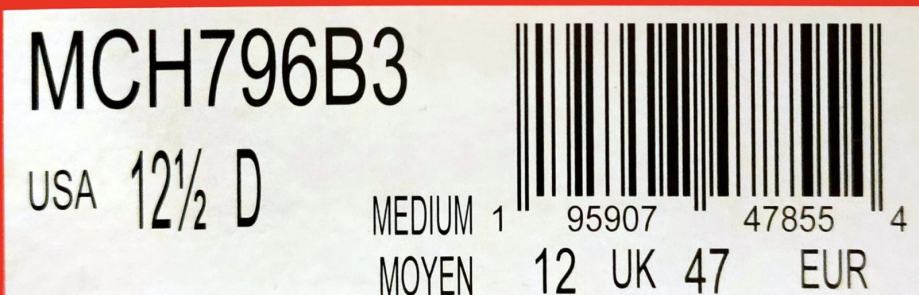 MCH796B3
USA 12½ D
MEDIUM 1 95907 47855 4
MOYEN 12 UK 47 EUR